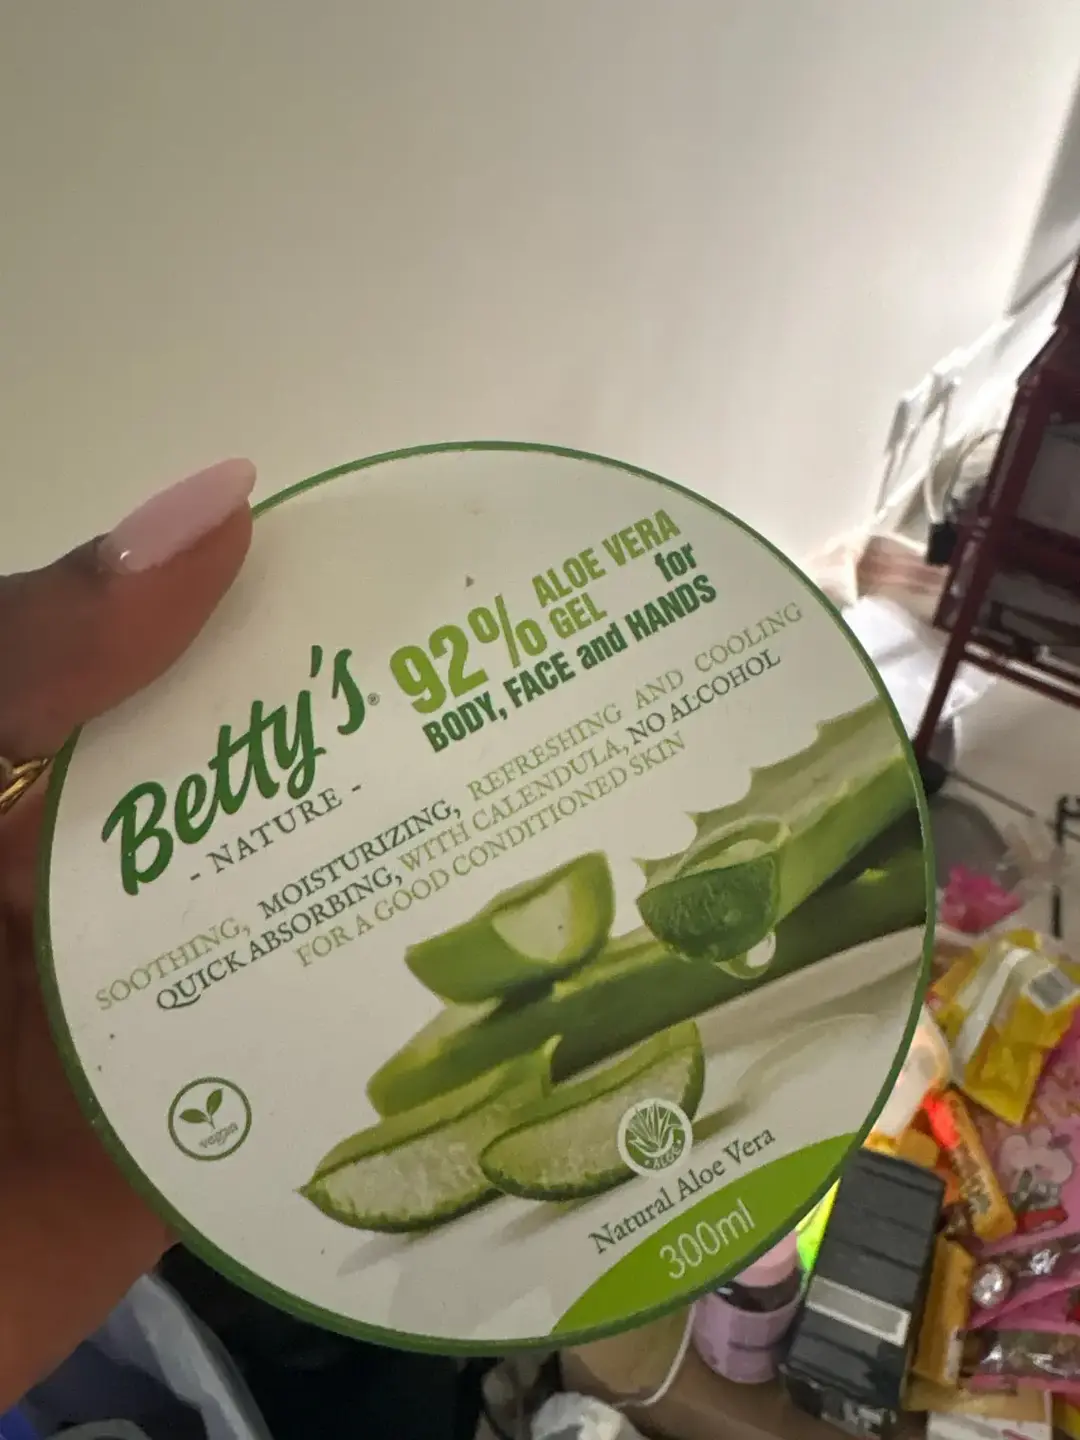 Betty's®
- NATURE -
92% ALOE VERA
GEL for
BODY, FACE and HANDS
SOOTHING, MOISTURIZING, REFRESHING AND COOLING
QUICK ABSORBING, WITH CALENDULA, NO ALCOHOL
FOR A GOOD CONDITIONED SKIN
vegan
ALOE
Natural Aloe Vera
300ml